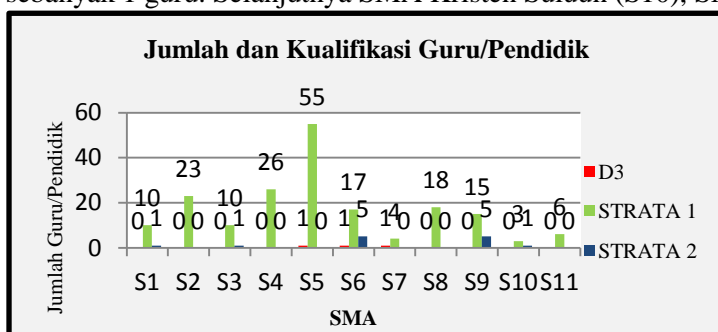 sebanyak 1 guru. Selanjutnya SMA Kristen
Jumlah dan Kualifikasi Guru/Pendidik
Jumlah Guru/Pendidik
60
40
20
0
55
26
23
10
10
17
18
15
4
3
6
0 1 0 0 0 1 0 0 1 0 1 5 1 0 0 0 0 5 0 1 0 0
S1 S2 S3 S4 S5 S6 S7 S8 S9 S10 S11
SMA
D3
STRATA 1
STRATA 2